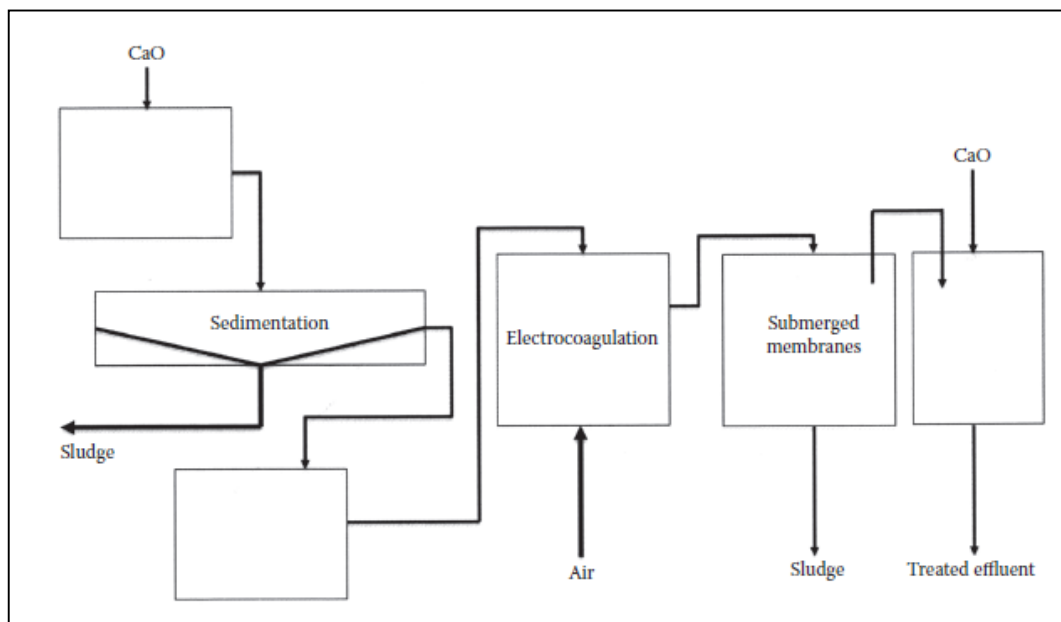 CaO
CaO
Sedimentation
Electrocoagulation
Submerged
membranes
Sludge
Air
Sludge
Treated effluent